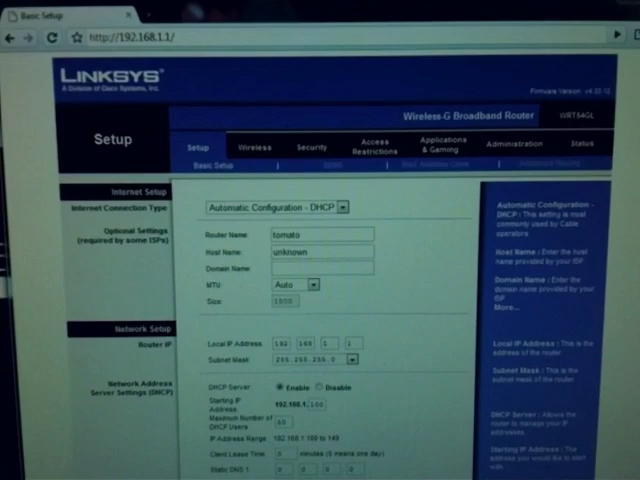 Basic Setup
http://192.168.1.1/
LINKSYS®
A Division of Cisco Systems, Inc.
Firmware Version:
Wireless-G Broadband Router
WRT54GL
Setup
Setup
Wireless
Security
Access Restrictions
Applications & Gaming
Administration
Status
Basic Setup
Internet Setup
Internet Connection Type
Automatic Configuration - DHCP
Optional Settings
(required by some ISPs)
Router Name:
tomato
Host Name:
unknown
Domain Name:
MTU:
Auto
Size:
1500
Network Setup
Router IP
Local IP Address:
192 168 1 1
Subnet Mask:
255.255.255.0
Network Address
Server Settings (DHCP)
DHCP Server:
Enable
Disable
Starting IP Address:
192.168.1. 100
Maximum Number of DHCP Users:
50
IP Address Range:
192.168.1.100 to 149
Client Lease Time:
0 minutes (0 means one day)
Static DNS 1:
0 0 0 0
Automatic Configuration -
DHCP : This setting is most
commonly used by Cable
operators.
Host Name : Enter the
host name provided by your ISP.
Domain Name : Enter the
domain name provided by your
ISP.
More...
Local IP Address : This is the
address of the router.
Subnet Mask : This is the
subnet mask of the router.
DHCP Server : Allows the
router to manage your IP
addresses.
Starting IP Address : The
address you would like to start
with.